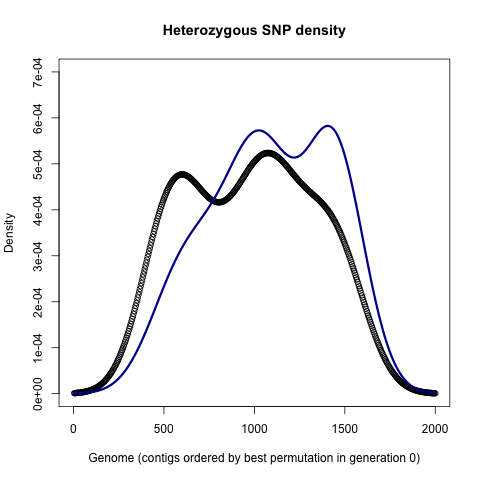 Heterozygous SNP density
Density
7e-04
6e-04
5e-04
4e-04
3e-04
2e-04
1e-04
0e+00
0 500 1000 1500 2000
Genome (contigs ordered by best permutation in generation 0)